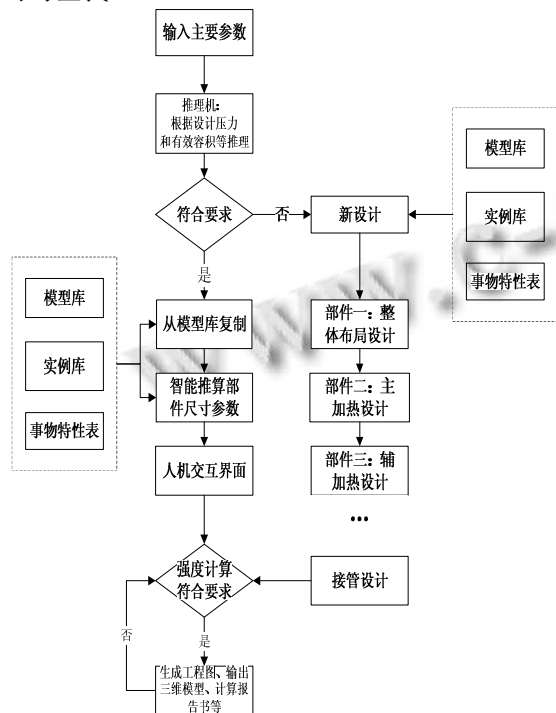 输入主要参数
推理机：
根据设计压力
和有效容积等推理
符合要求
否
新设计
模型库
实例库
事物特性表
是
模型库
实例库
事物特性表
从模型库复制
智能推算部
件尺寸参数
人机交互界面
部件一：整
体布局设计
部件二：主
加热设计
部件三：辅
加热设计
...
强度计算
符合要求
接管设计
否
是
生成工程图、输出
三维模型、计算报
告书等